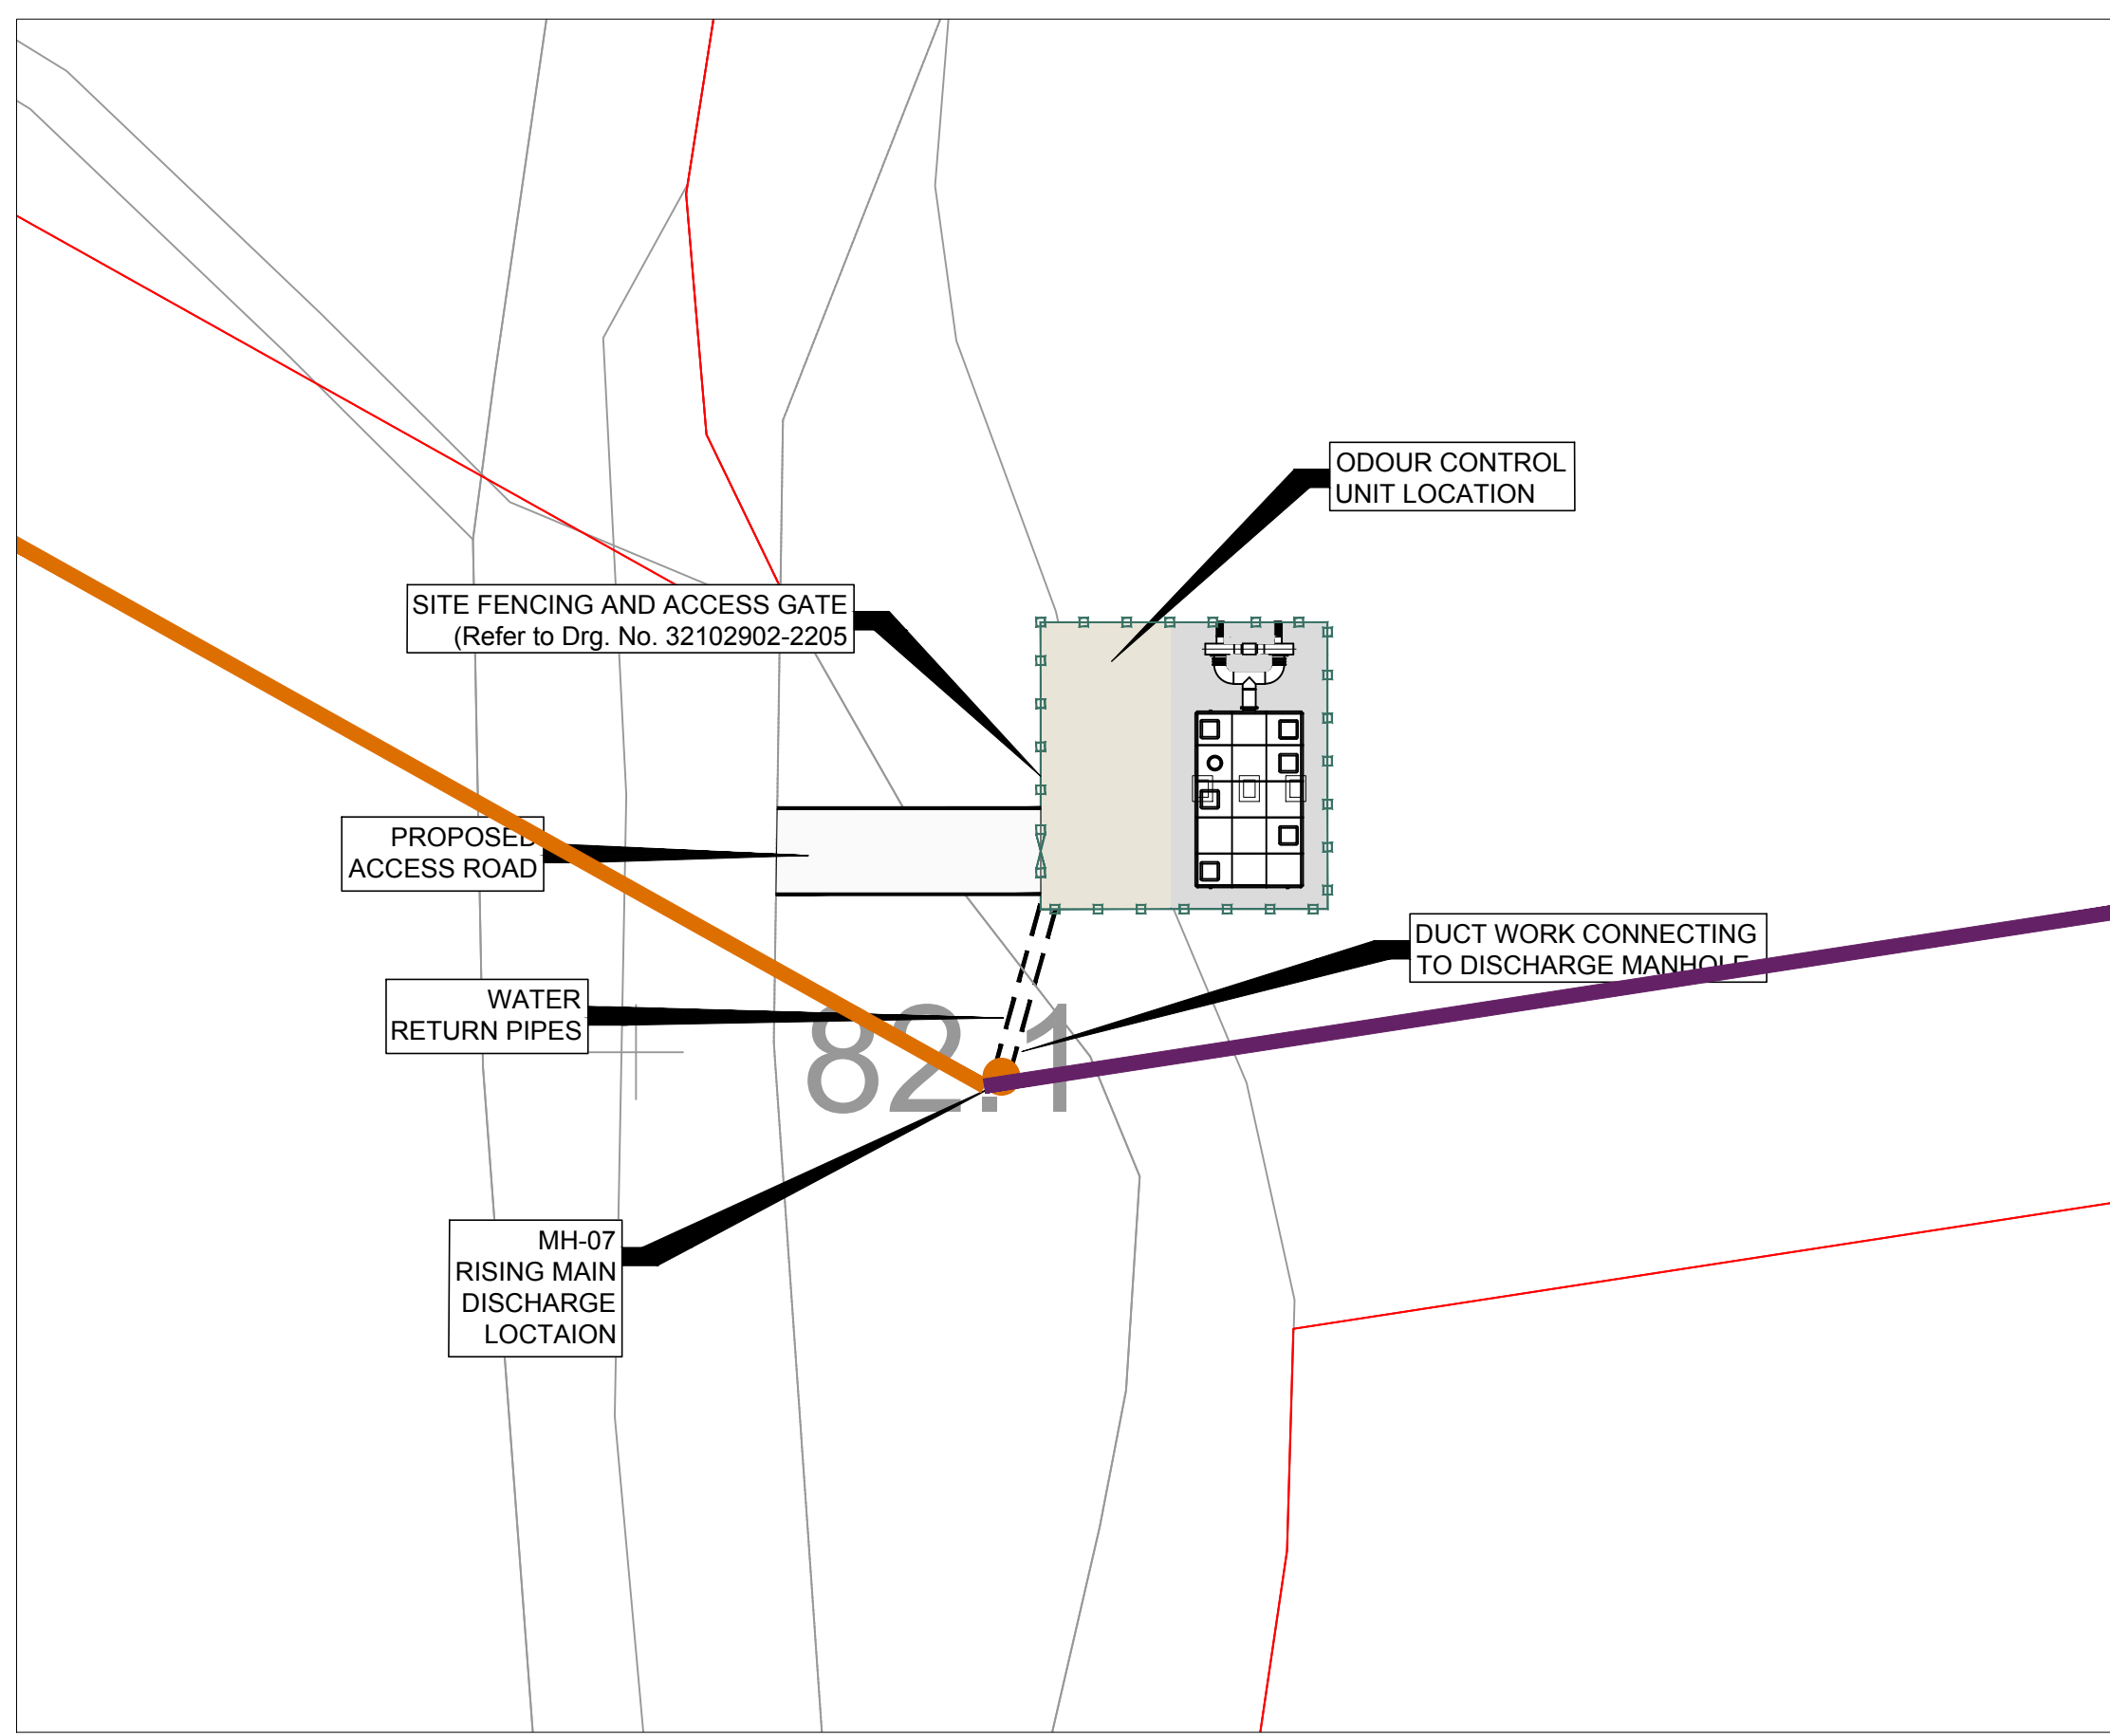 ODOUR CONTROL
UNIT LOCATION
SITE FENCING AND ACCESS GATE
(Refer to Drg. No. 32102902-2205
PROPOSED
ACCESS ROAD
DUCT WORK CONNECTING
TO DISCHARGE MANHOLE
WATER
RETURN PIPES
82.1
MH-07
RISING MAIN
DISCHARGE
LOCTAION